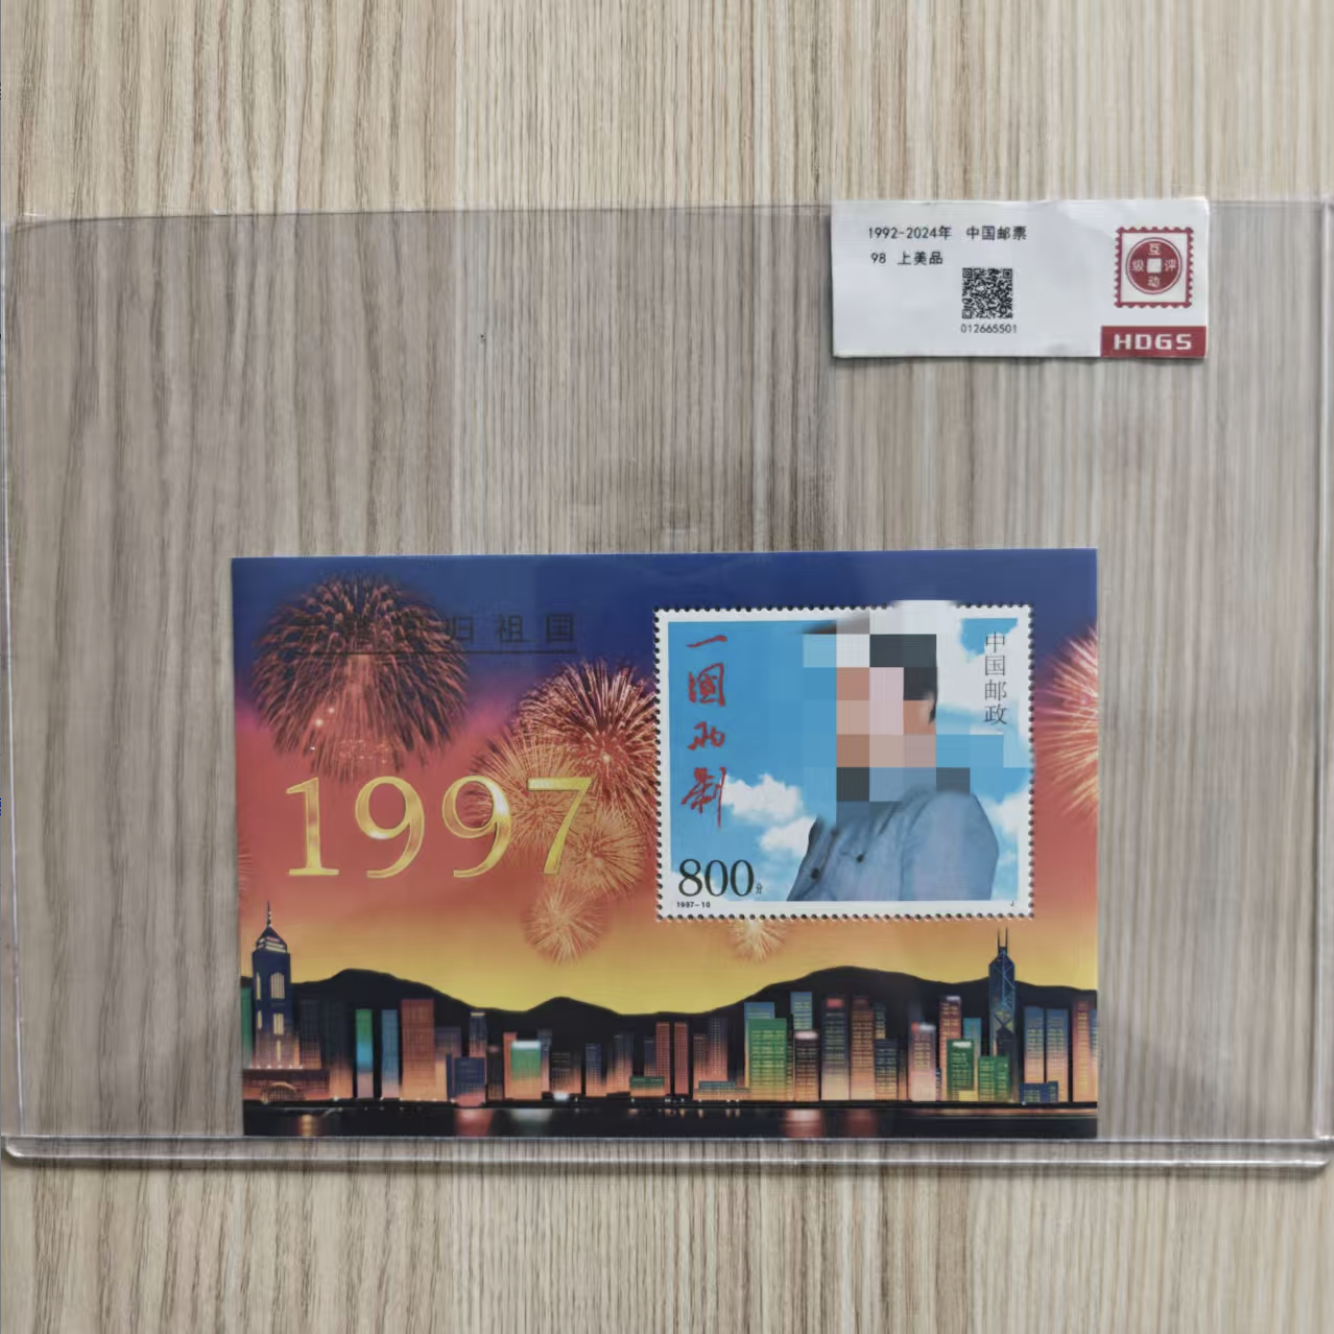 1992-2024年 中国邮票
98 上美品
012665501
互
级 评
动
HDGS
归祖国
1997
一國两制
中国邮政
800分
1997-10
J